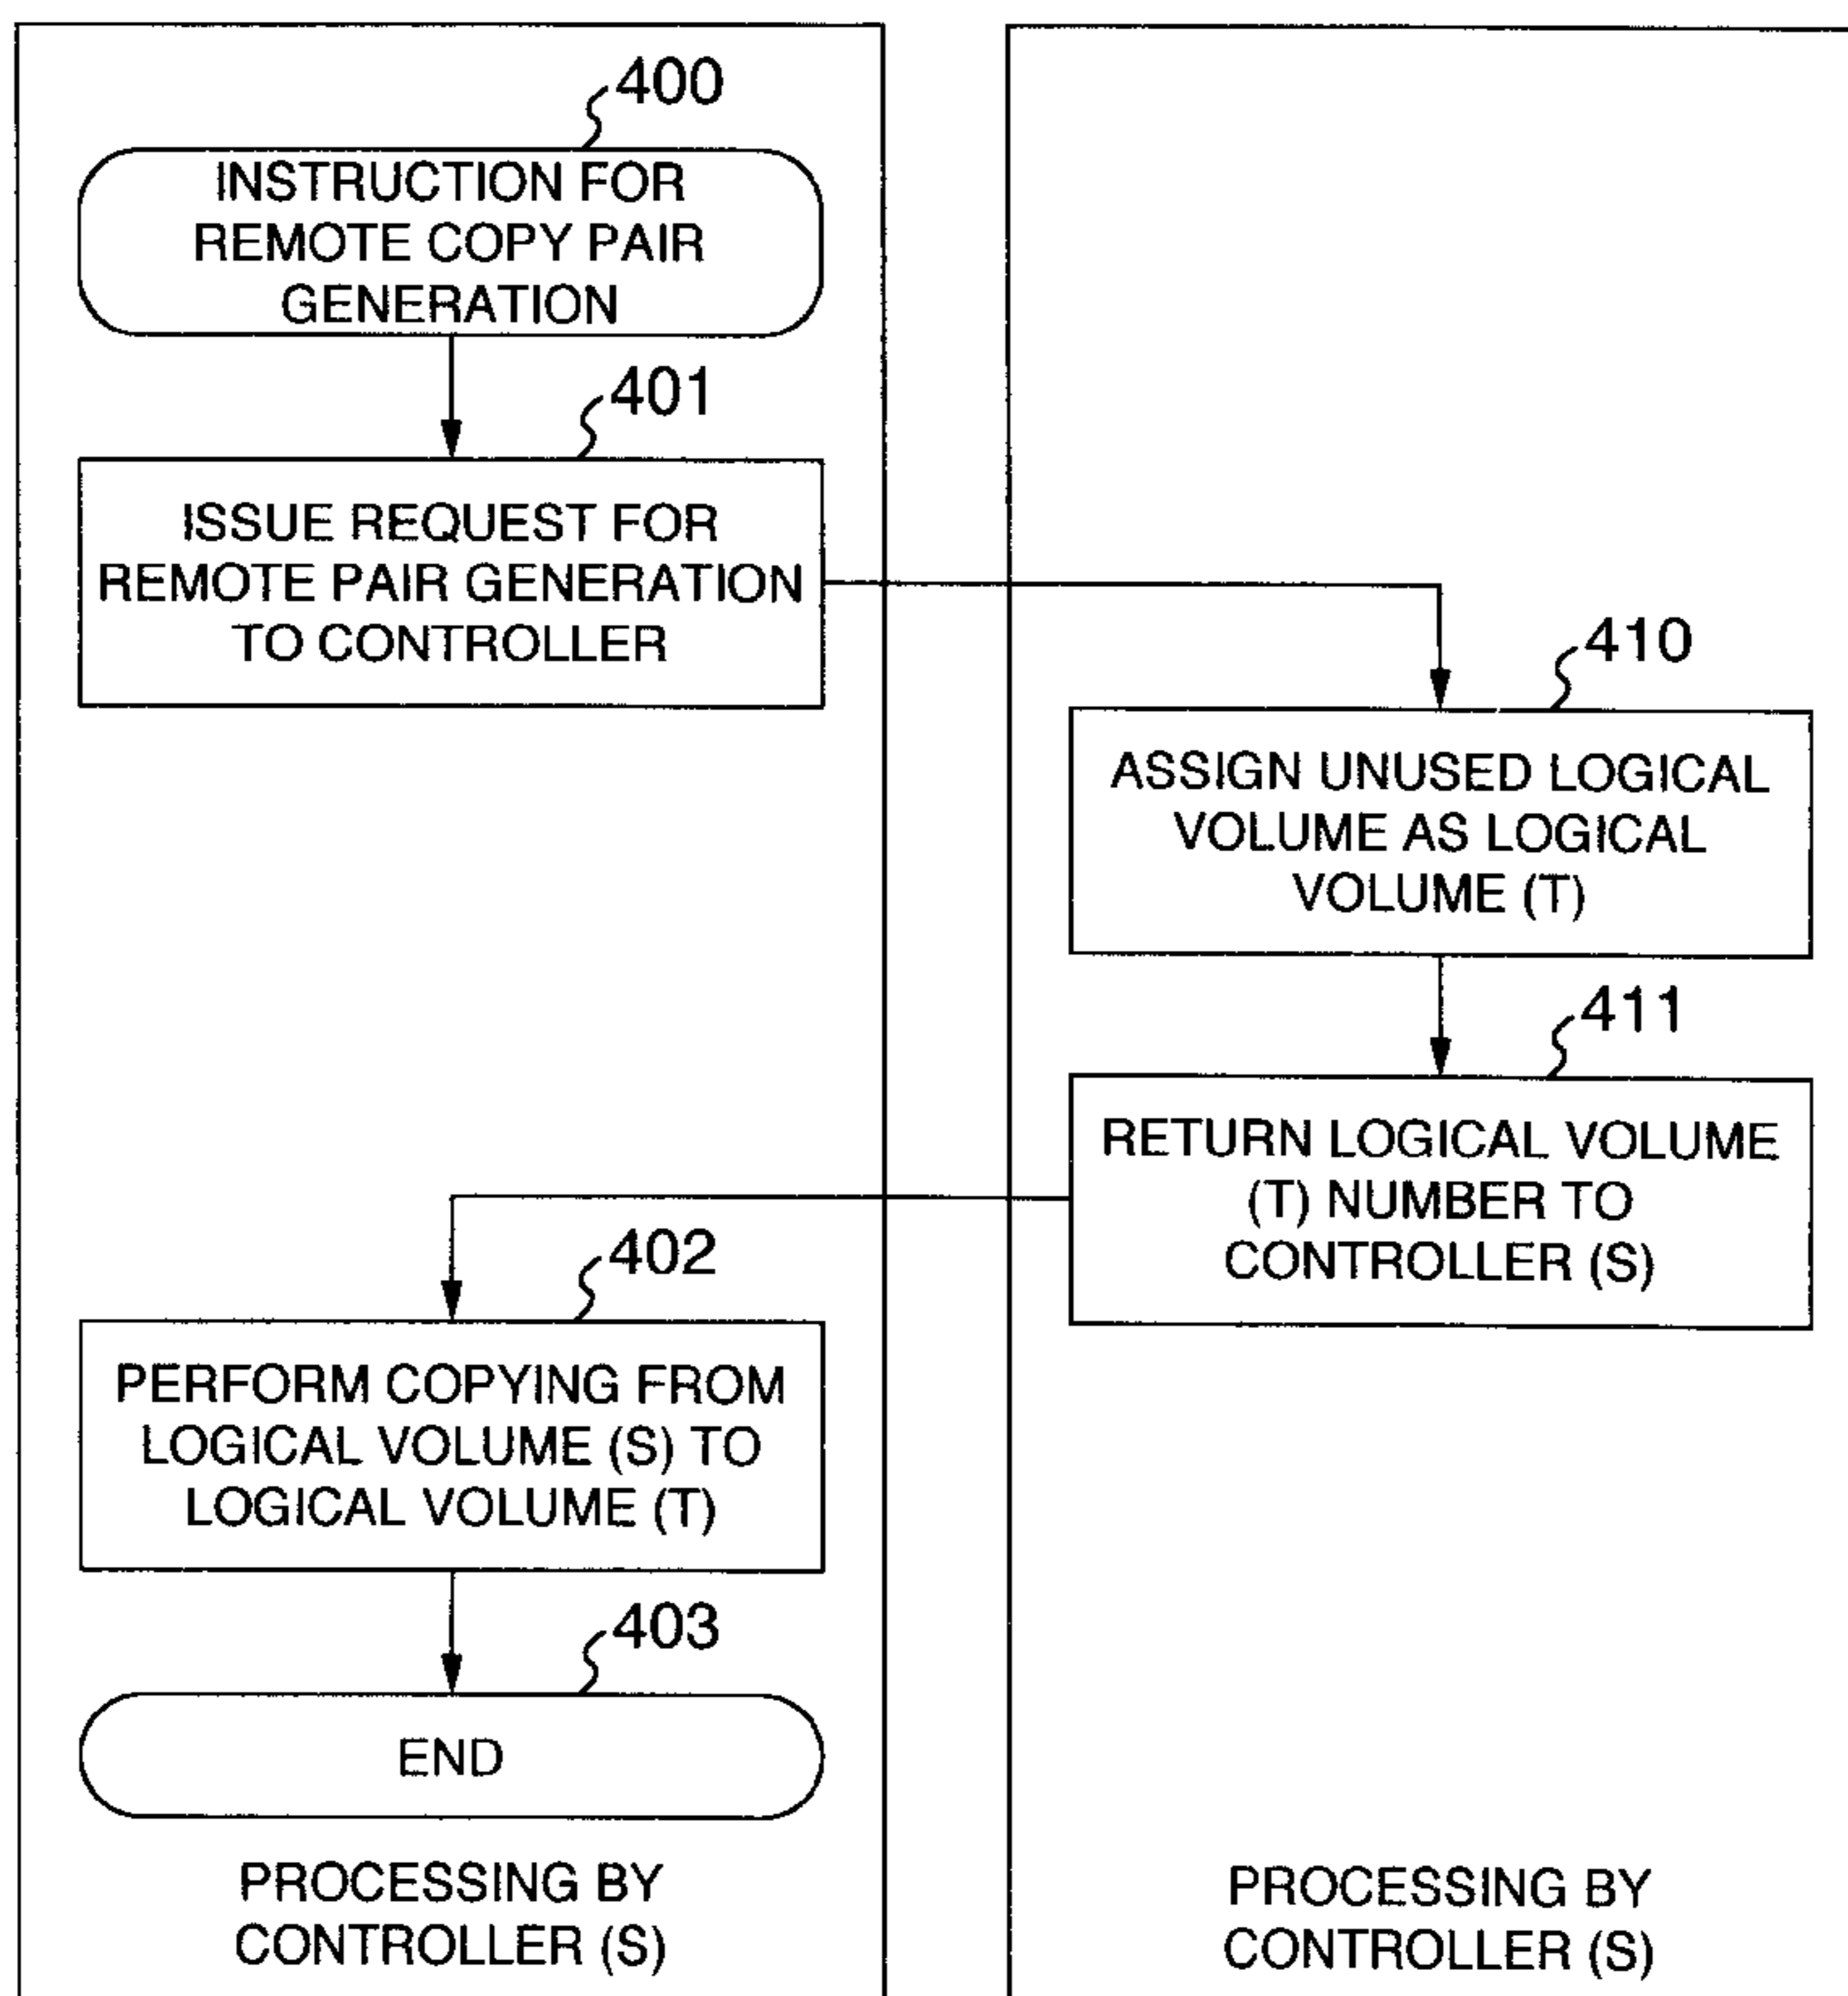 400
INSTRUCTION FOR
REMOTE COPY PAIR
GENERATION
401
ISSUE REQUEST FOR
REMOTE PAIR GENERATION
TO CONTROLLER
410
ASSIGN UNUSED LOGICAL
VOLUME AS LOGICAL
VOLUME (T)
411
RETURN LOGICAL VOLUME
(T) NUMBER TO
CONTROLLER (S)
402
PERFORM COPYING FROM
LOGICAL VOLUME (S) TO
LOGICAL VOLUME (T)
403
END
PROCESSING BY
CONTROLLER (S)
PROCESSING BY
CONTROLLER (S)